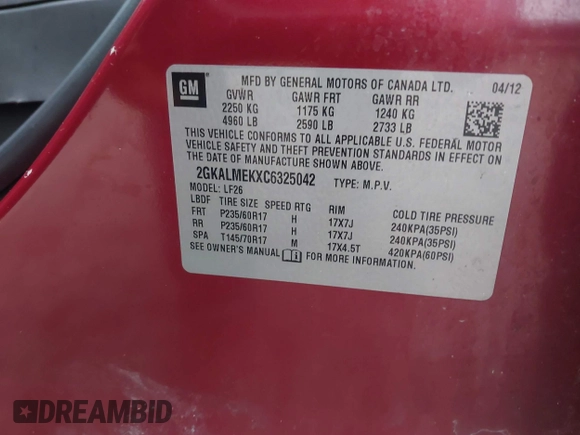 GM
MFD BY GENERAL MOTORS OF CANADA LTD. 04/12
GVWR GAWR FRT GAWR RR
2250 KG 1175 KG 1240 KG
4960 LB 2590 LB 2733 LB
THIS VEHICLE CONFORMS TO ALL APPLICABLE U.S. FEDERAL MOTOR
VEHICLE SAFETY AND THEFT PREVENTION STANDARDS IN EFFECT ON
THE DATE OF MANUFACTURE SHOWN ABOVE.
2GKALMEKXC6325042 TYPE: M.P.V.
MODEL: LF26
LBDF TIRE SIZE SPEED RTG RIM COLD TIRE PRESSURE
FRT P235/60R17 H 17X7J 240KPA(35PSI)
RR P235/60R17 H 17X7J 240KPA(35PSI)
SPA T145/70R17 M 17X4.5T 420KPA(60PSI)
SEE OWNER'S MANUAL FOR MORE INFORMATION.
DREAMBID